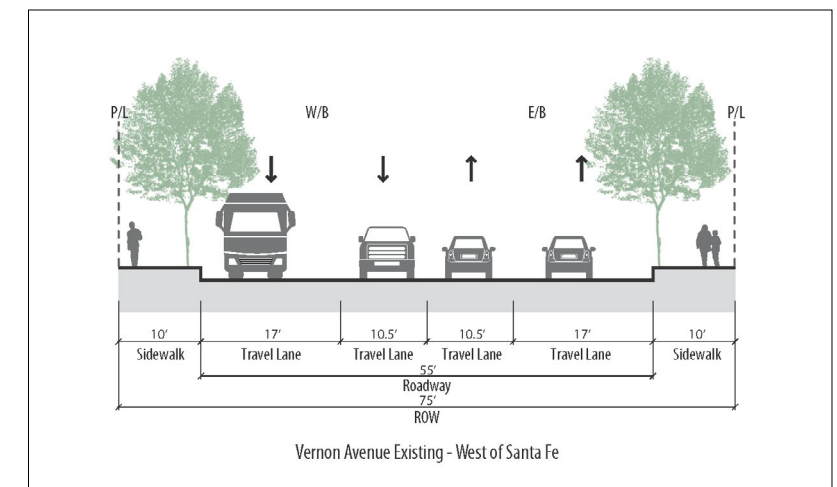 P/L W/B E/B P/L
10' 17' 10.5' 10.5' 17' 10'
Sidewalk Travel Lane Travel Lane Travel Lane Travel Lane Sidewalk
55'
Roadway
75'
ROW
Vernon Avenue Existing - West of Santa Fe